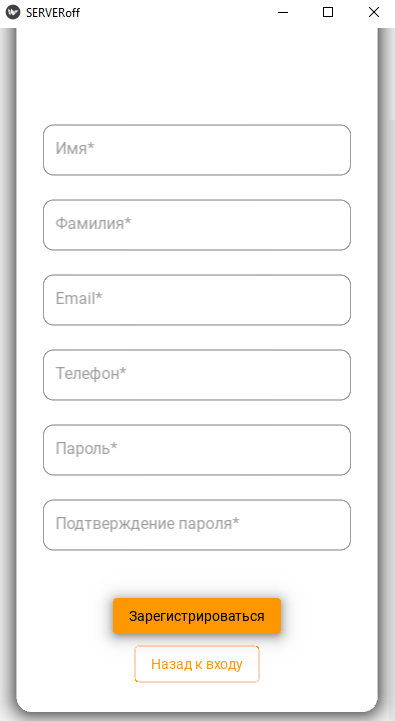 SERVERoff
Имя*
Фамилия*
Email*
Телефон*
Пароль*
Подтверждение пароля*
Зарегистрироваться
Назад к входу